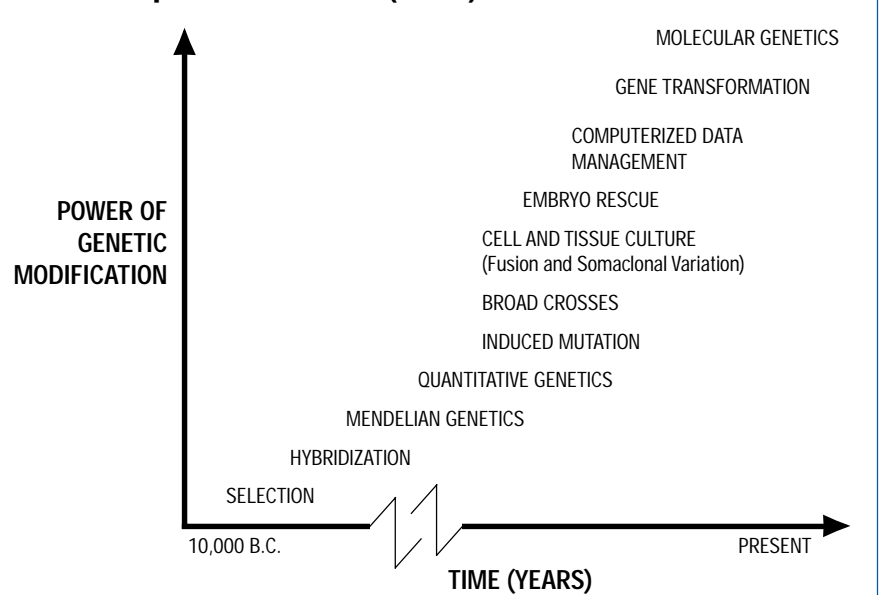 MOLECULAR GENETICS
GENE TRANSFORMATION
COMPUTERIZED DATA
MANAGEMENT
EMBRYO RESCUE
POWER OF
GENETIC
MODIFICATION
CELL AND TISSUE CULTURE
(Fusion and Somaclonal Variation)
BROAD CROSSES
INDUCED MUTATION
QUANTITATIVE GENETICS
MENDELIAN GENETICS
HYBRIDIZATION
SELECTION
10,000 B.C.
PRESENT
TIME (YEARS)